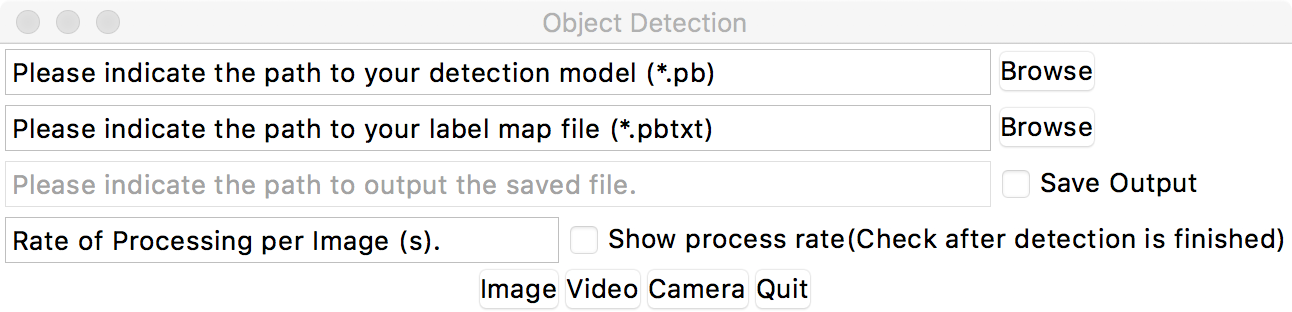 Object Detection
Please indicate the path to your detection model (*.pb) Browse
Please indicate the path to your label map file (*.pbtxt) Browse
Please indicate the path to output the saved file. Save Output
Rate of Processing per Image (s). Show process rate(Check after detection is finished)
Image Video Camera Quit